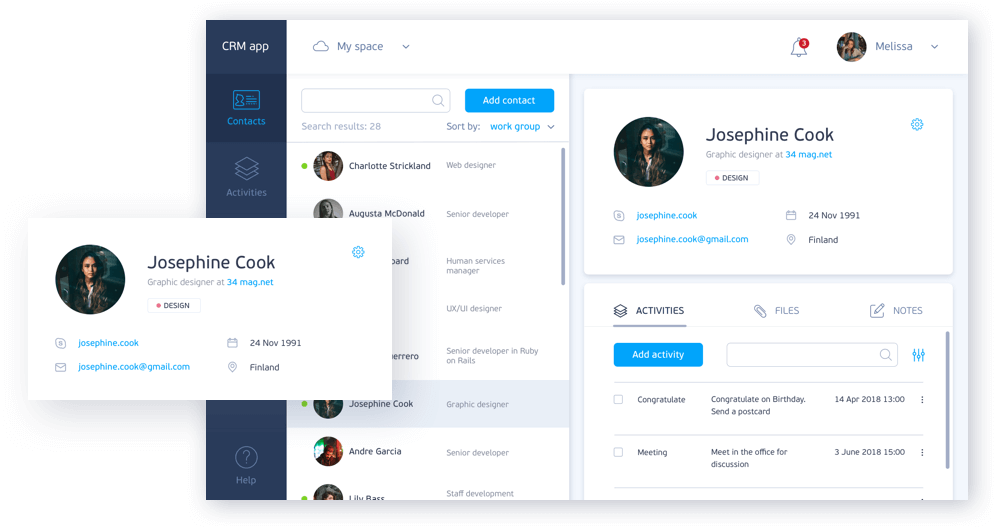 CRM app
My space
3
Melissa
Contacts
Activities
Help
Add contact
Search results: 28
Sort by: work group
Charlotte Strickland
Web designer
Augusta McDonald
Senior developer
Human services
manager
UX/UI designer
Senior developer in Ruby
on Rails
Josephine Cook
Graphic designer
Andre Garcia
Senior developer
Lily Bass
Staff development
Josephine Cook
Graphic designer at 34 mag.net
DESIGN
josephine.cook
24 Nov 1991
josephine.cook@gmail.com
Finland
Josephine Cook
Graphic designer at 34 mag.net
DESIGN
josephine.cook
24 Nov 1991
josephine.cook@gmail.com
Finland
ACTIVITIES
FILES
NOTES
Add activity
Congratulate
Congratulate on Birthday.
Send a postcard
14 Apr 2018 13:00
Meeting
Meet in the office for
discussion
3 June 2018 15:00